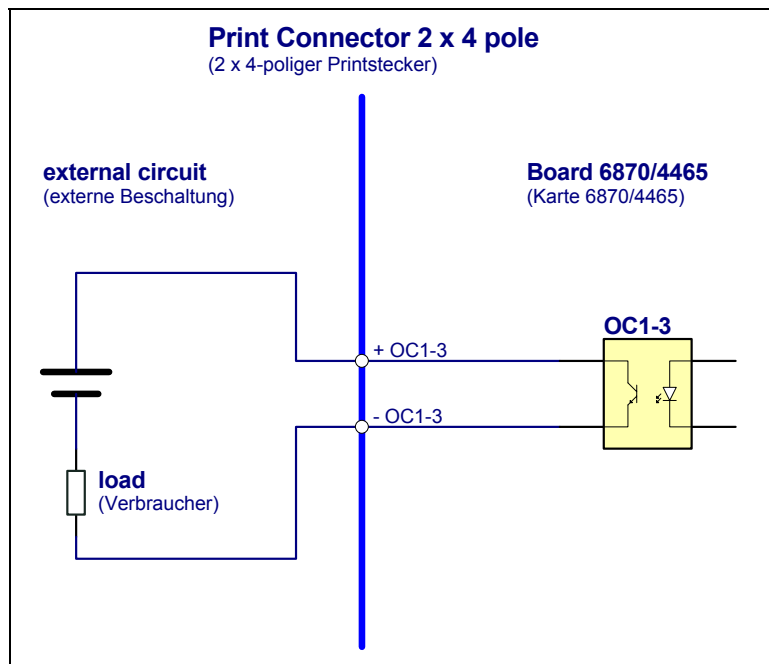 Print Connector 2 x 4 pole
(2 x 4-poliger Printstecker)
external circuit
(externe Beschaltung)
Board 6870/4465
(Karte 6870/4465)
OC1-3
+ OC1-3
- OC1-3
load
(Verbraucher)